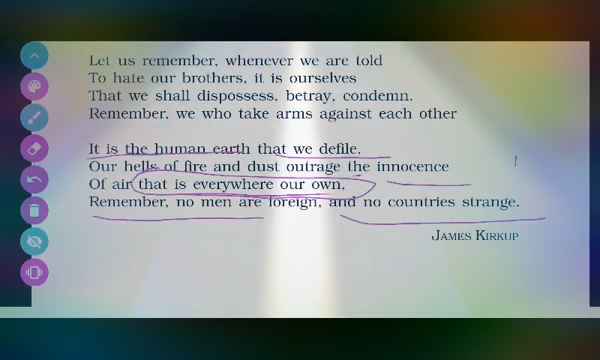 Let us remember, whenever we are told
To hate our brothers, it is ourselves
That we shall dispossess, betray, condemn.
Remember, we who take arms against each other
It is the human earth that we defile.
Our hells of fire and dust outrage the innocence
Of air that is everywhere our own,
Remember, no men are foreign, and no countries strange.
JAMES KIRKUP